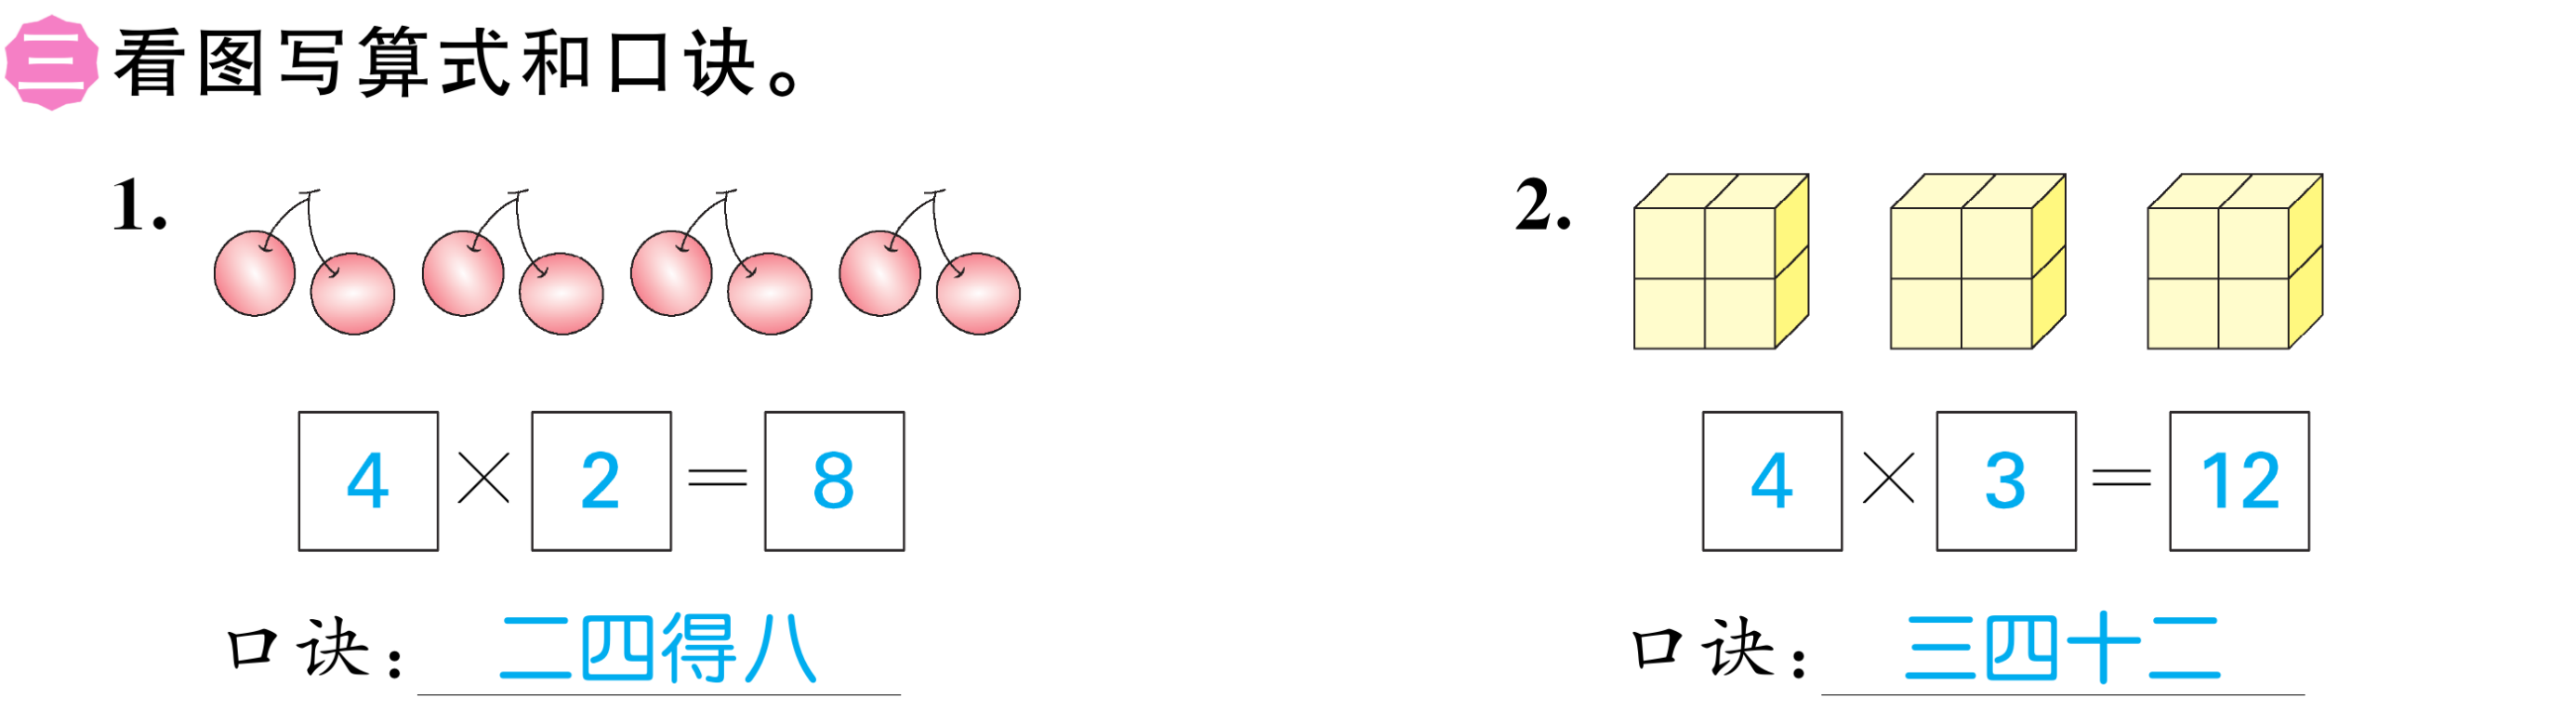 三 看图写算式和口诀。
1.
2.
4 × 2 = 8
4 × 3 = 12
口诀：二四得八
口诀：三四十二